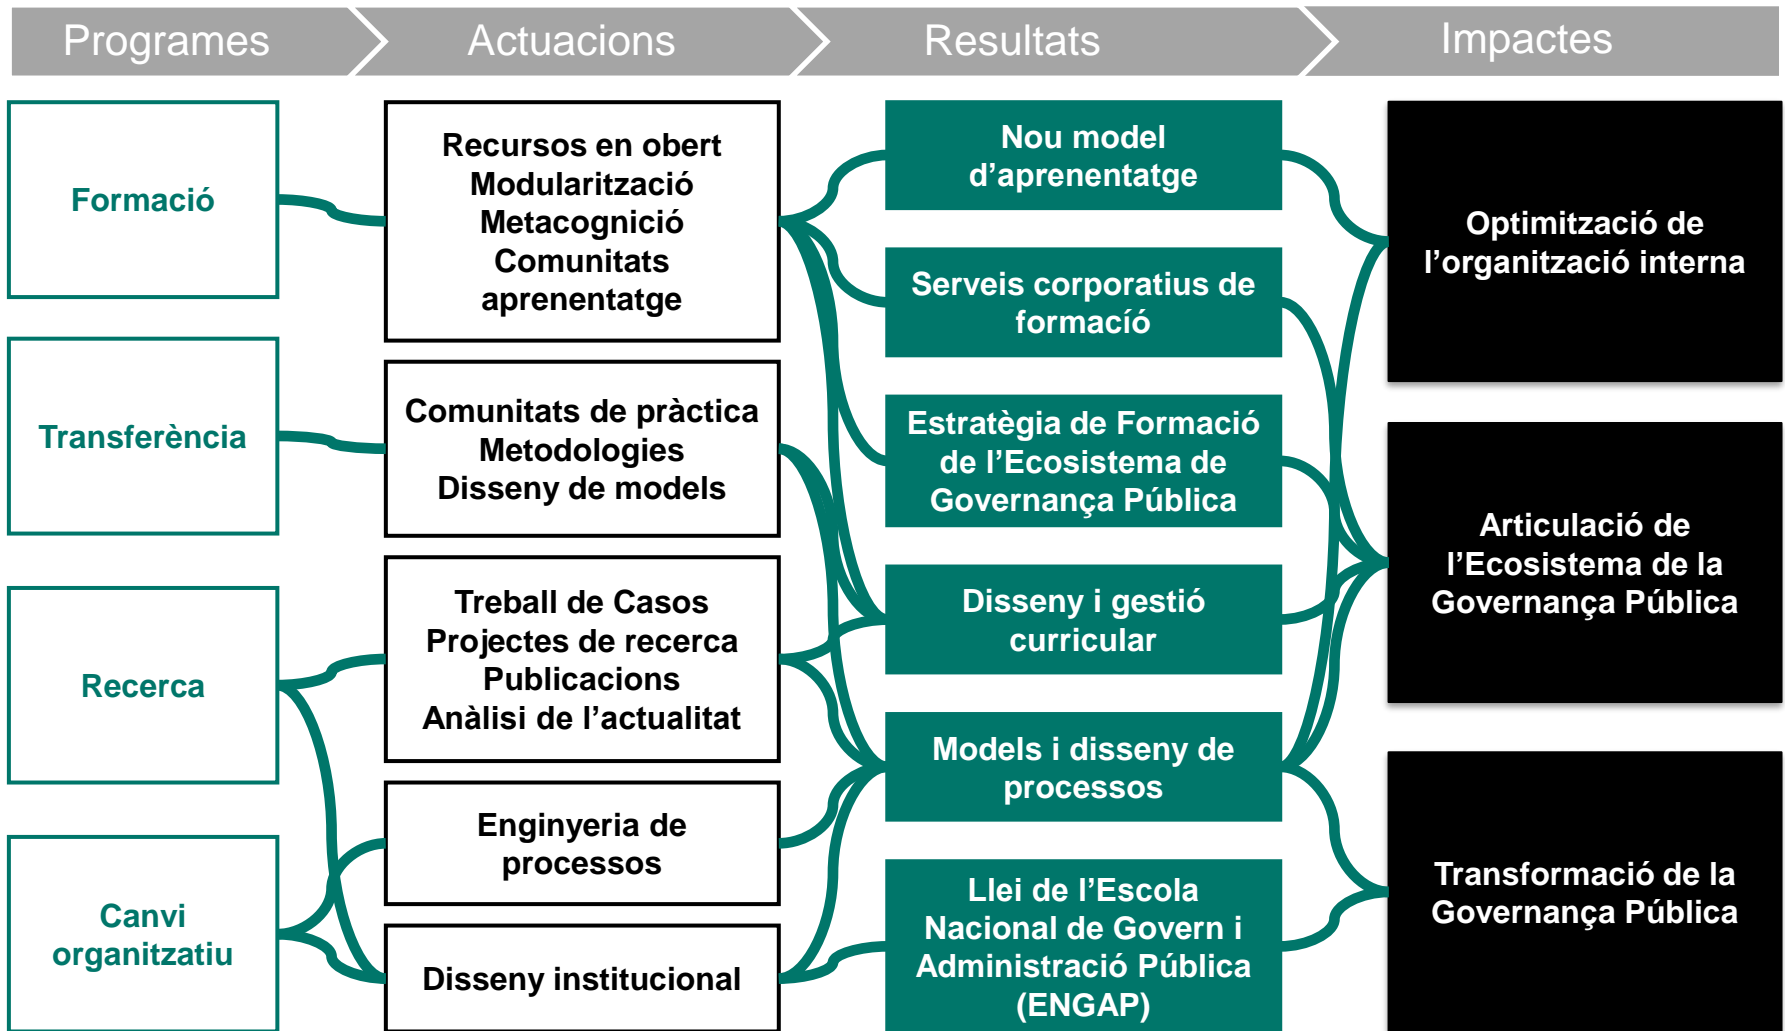 Programes
Actuacions
Resultats
Impactes
Formació
Transferència
Recerca
Canvi
organitzatiu
Recursos en obert
Modularització
Metacognició
Comunitats
aprenentatge
Comunitats de pràctica
Metodologies
Disseny de models
Treball de Casos
Projectes de recerca
Publicacions
Anàlisi de l’actualitat
Enginyeria de
processos
Disseny institucional
Nou model
d’aprenentatge
Serveis corporatius de
formacíó
Estratègia de Formació
de l’Ecosistema de
Governança Pública
Disseny i gestió
curricular
Models i disseny de
processos
Llei de l’Escola
Nacional de Govern i
Administració Pública
(ENGAP)
Optimització de
l’organització interna
Articulació de
l’Ecosistema de la
Governança Pública
Transformació de la
Governança Pública